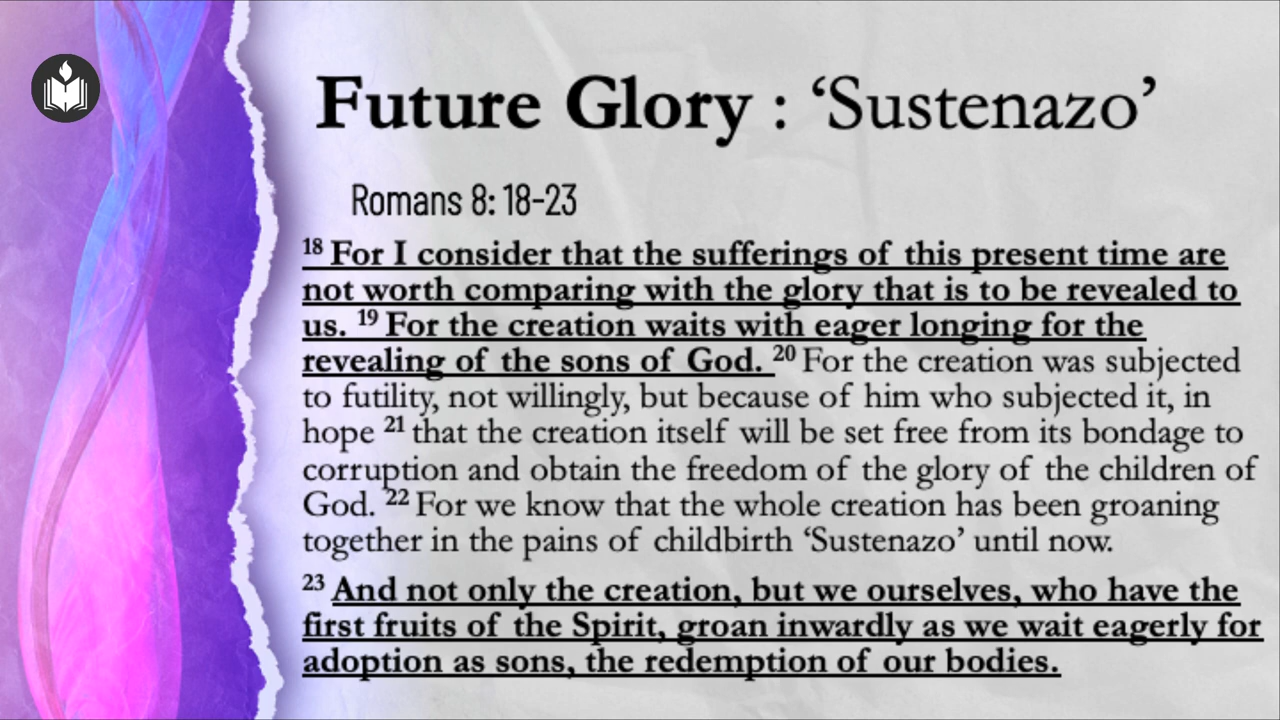 Future Glory : ‘Sustenazo’
Romans 8: 18-23
18 For I consider that the sufferings of this present time are
not worth comparing with the glory that is to be revealed to
us. 19 For the creation waits with eager longing for the
revealing of the sons of God. 20 For the creation was subjected
to futility, not willingly, but because of him who subjected it, in
hope 21 that the creation itself will be set free from its bondage to
corruption and obtain the freedom of the glory of the children of
God. 22 For we know that the whole creation has been groaning
together in the pains of childbirth ‘Sustenazo’ until now.
23 And not only the creation, but we ourselves, who have the
first fruits of the Spirit, groan inwardly as we wait eagerly for
adoption as sons, the redemption of our bodies.